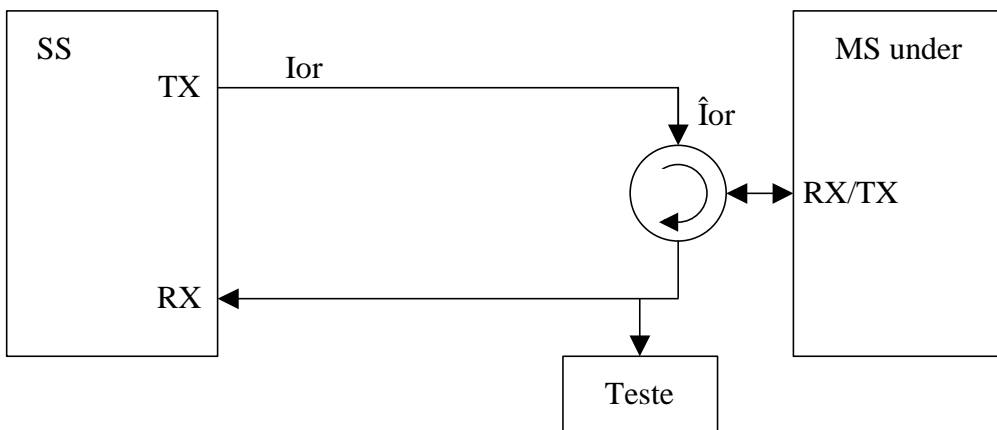 SS
MS under
TX
Ior
Îor
RX/TX
RX
Teste